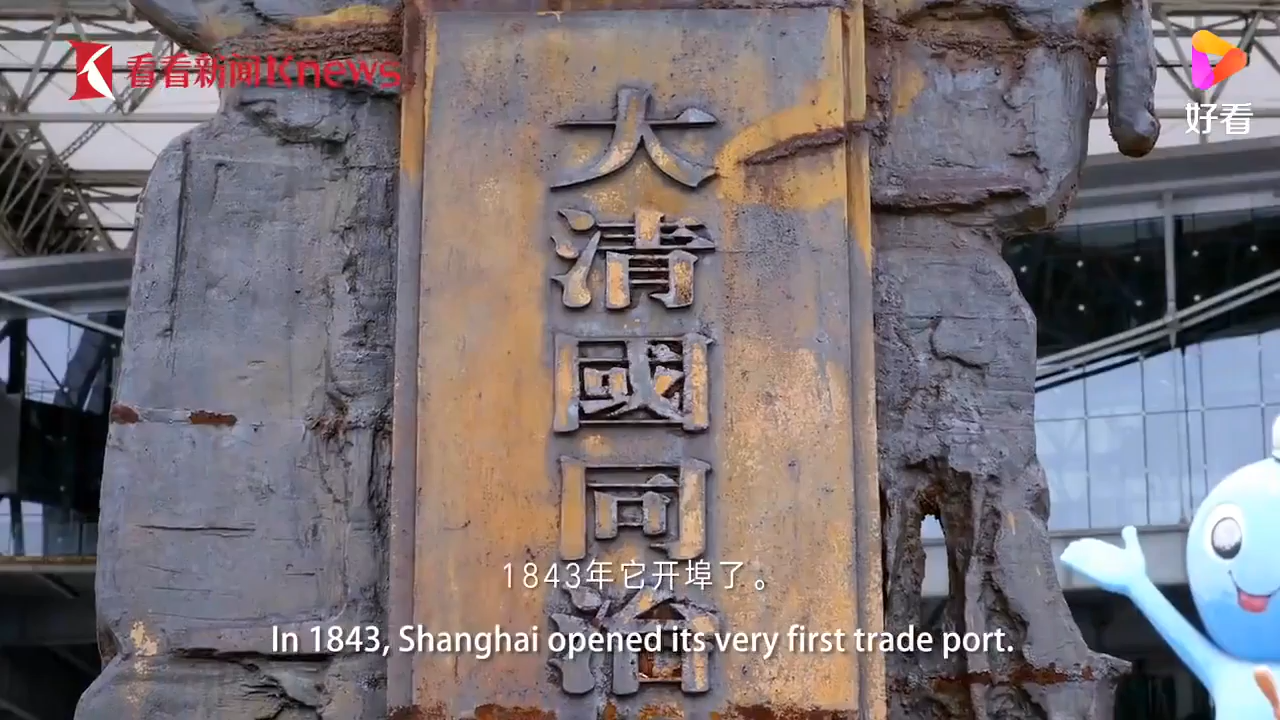 看看新闻Knews
好看
大
清
國
同
治
1843年它开埠了。
In 1843, Shanghai opened its very first trade port.